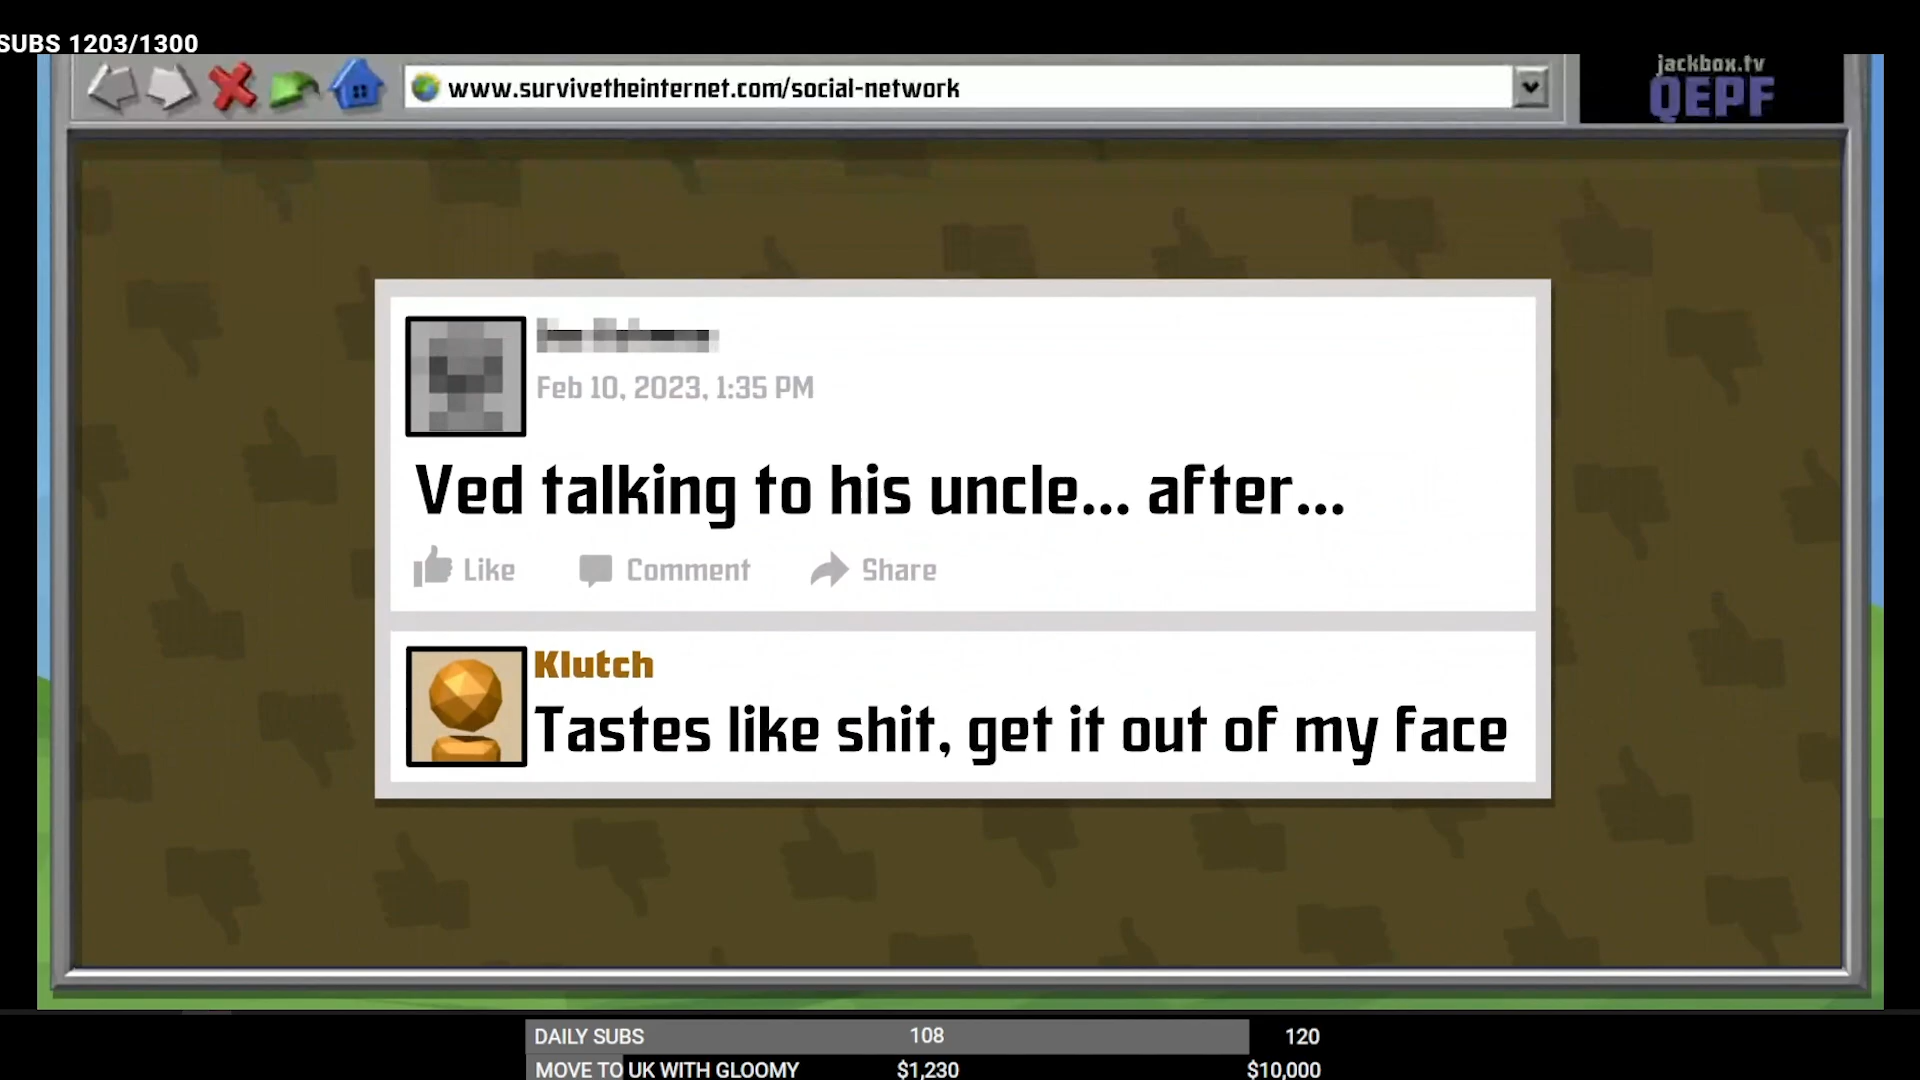 SUBS 1203/1300
www.survivetheinternet.com/social-network
jackbox.tv
QEPF
Feb 10, 2023, 1:35 PM
Ved talking to his uncle... after...
Like Comment Share
Klutch
Tastes like shit, get it out of my face
DAILY SUBS 108 120
MOVE TO UK WITH GLOOMY $1,230 $10,000